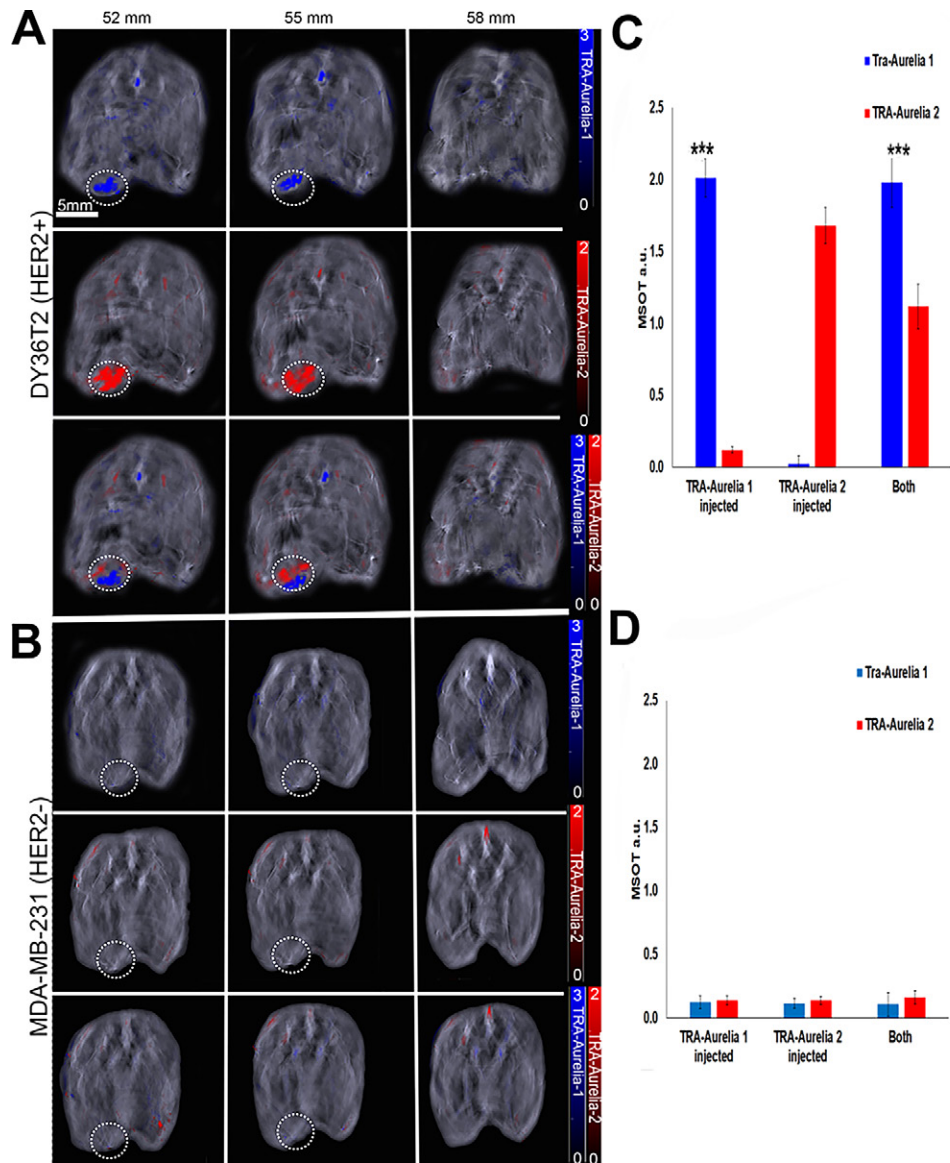 A
52 mm
55 mm
58 mm
DY36T2 (HER2+)
5mm
3 TRA-Aurelia-1 0
2 TRA-Aurelia-2 0
3 TRA-Aurelia-1 0
2 TRA-Aurelia-2 0
B
MDA-MB-231 (HER2-)
3 TRA-Aurelia-1 0
2 TRA-Aurelia-2 0
3 TRA-Aurelia-1 0
2 TRA-Aurelia-2 0
C
Tra-Aurelia 1
TRA-Aurelia 2
MSOT a.u.
2.5
2.0
1.5
1.0
0.5
0.0
***
***
TRA-Aurelia 1 injected
TRA-Aurelia 2 injected
Both
D
Tra-Aurelia 1
TRA-Aurelia 2
MSOT a.u.
2.5
2.0
1.5
1.0
0.5
0.0
TRA-Aurelia 1 injected
TRA-Aurelia 2 injected
Both